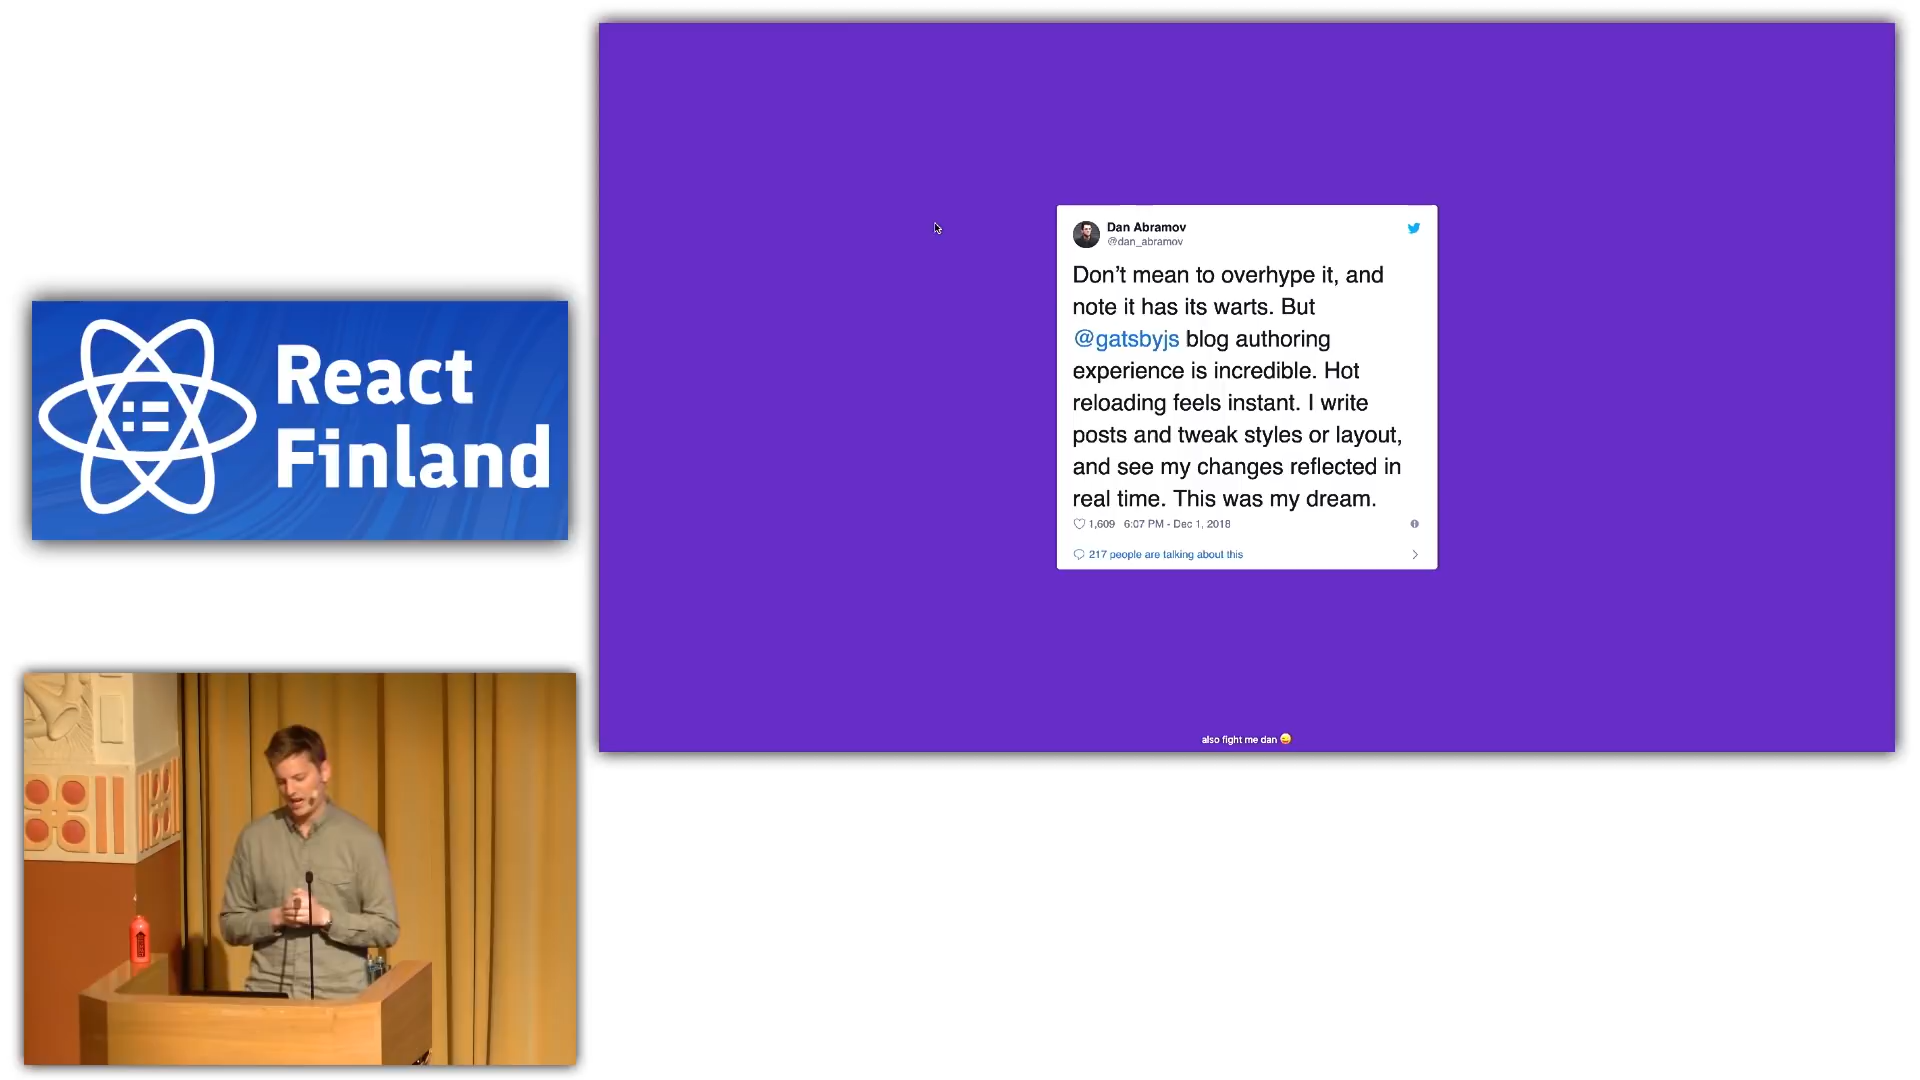 React
Finland
Dan Abramov
@dan_abramov
Don’t mean to overhype it, and
note it has its warts. But
@gatsbyjs blog authoring
experience is incredible. Hot
reloading feels instant. I write
posts and tweak styles or layout,
and see my changes reflected in
real time. This was my dream.
1,609 6:07 PM - Dec 1, 2018
217 people are talking about this
also fight me dan 😜